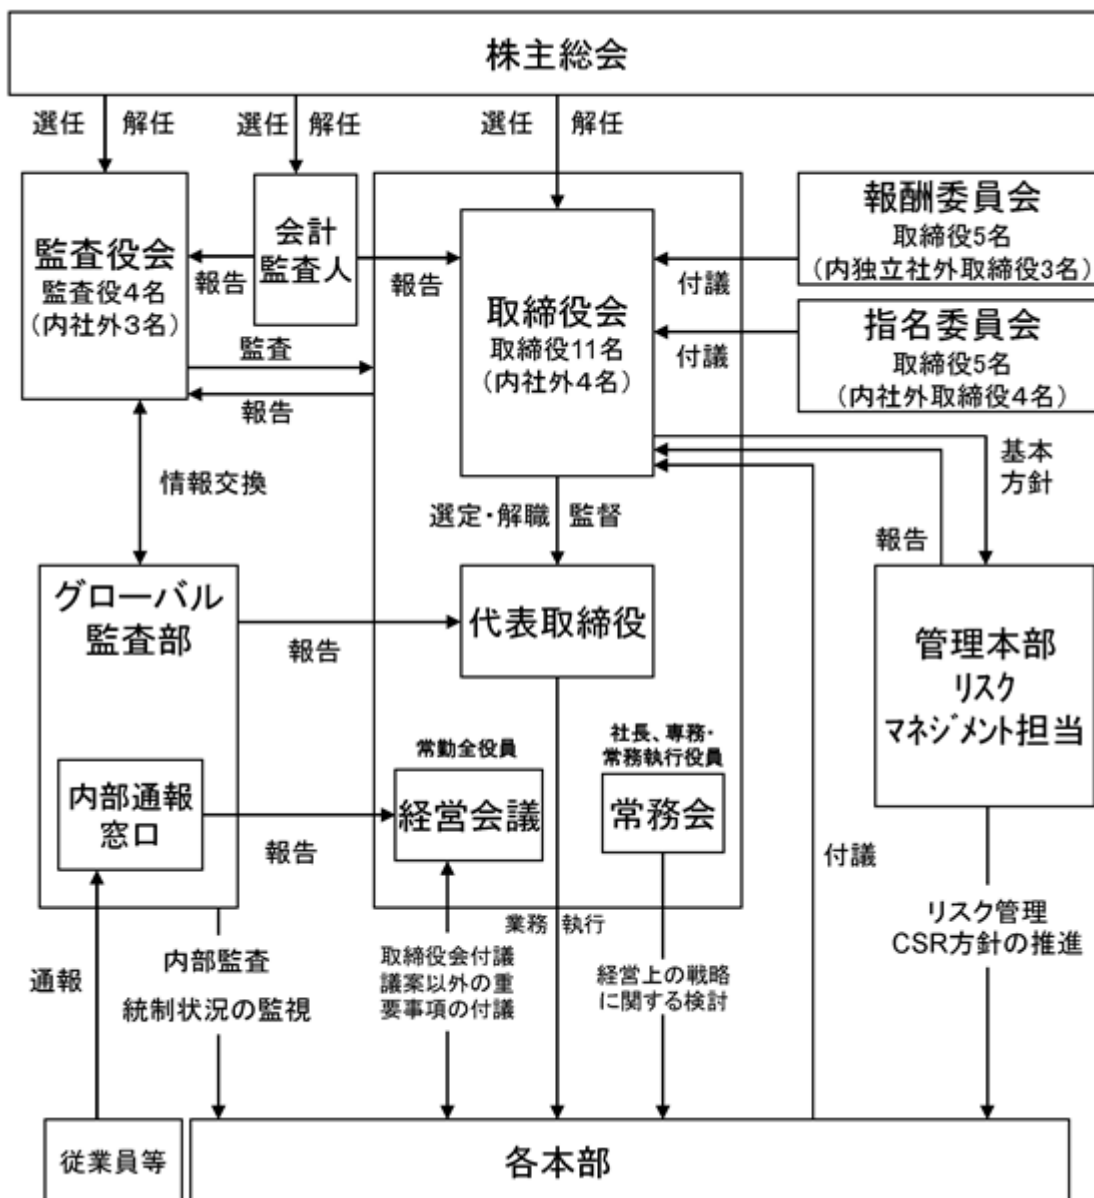 株主総会
選任 解任
選任 解任
選任 解任
監査役会
監査役4名
(内社外3名)
会計
監査人
報告
報告
取締役会
取締役11名
(内社外4名)
報酬委員会
取締役5名
(内独立社外取締役3名)
付議
指名委員会
取締役5名
(内社外取締役4名)
付議
監査
報告
情報交換
基本
方針
報告
選定・解職 監督
グローバル
監査部
報告
代表取締役
管理本部
リスク
マネジメント担当
内部通報
窓口
報告
常勤全役員
経営会議
社長、専務・
常務執行役員
常務会
付議
業務 執行
通報
内部監査
統制状況の監視
取締役会付議
議案以外の重
要事項の付議
経営上の戦略
に関する検討
リスク管理
CSR方針の推進
従業員等
各本部